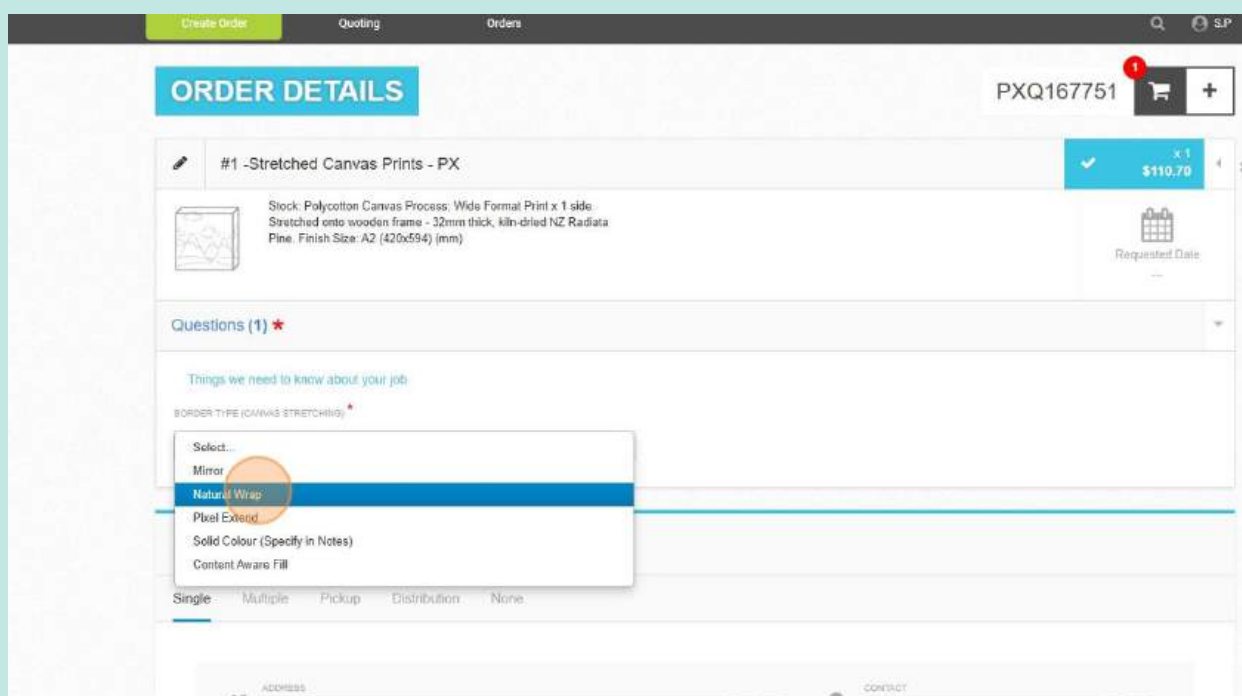 Create Order Quoting Orders S.P
ORDER DETAILS PXQ167751 1 +
#1 -Stretched Canvas Prints - PX x 1
$110.70
Stock: Polycotton Canvas Process: Wide Format Print x 1 side
Stretched onto wooden frame - 32mm thick, kiln-dried NZ Radiata
Pine. Finish Size: A2 (420x594) (mm)
Requested Date
---
Questions (1) *
Things we need to know about your job
BORDER TYPE (CANVAS STRETCHING) *
Select...
Mirror
Natural Wrap
Pixel Extend
Solid Colour (Specify in Notes)
Content Aware Fill
Single Multiple Pickup Distribution None
ADDRESS CONTACT